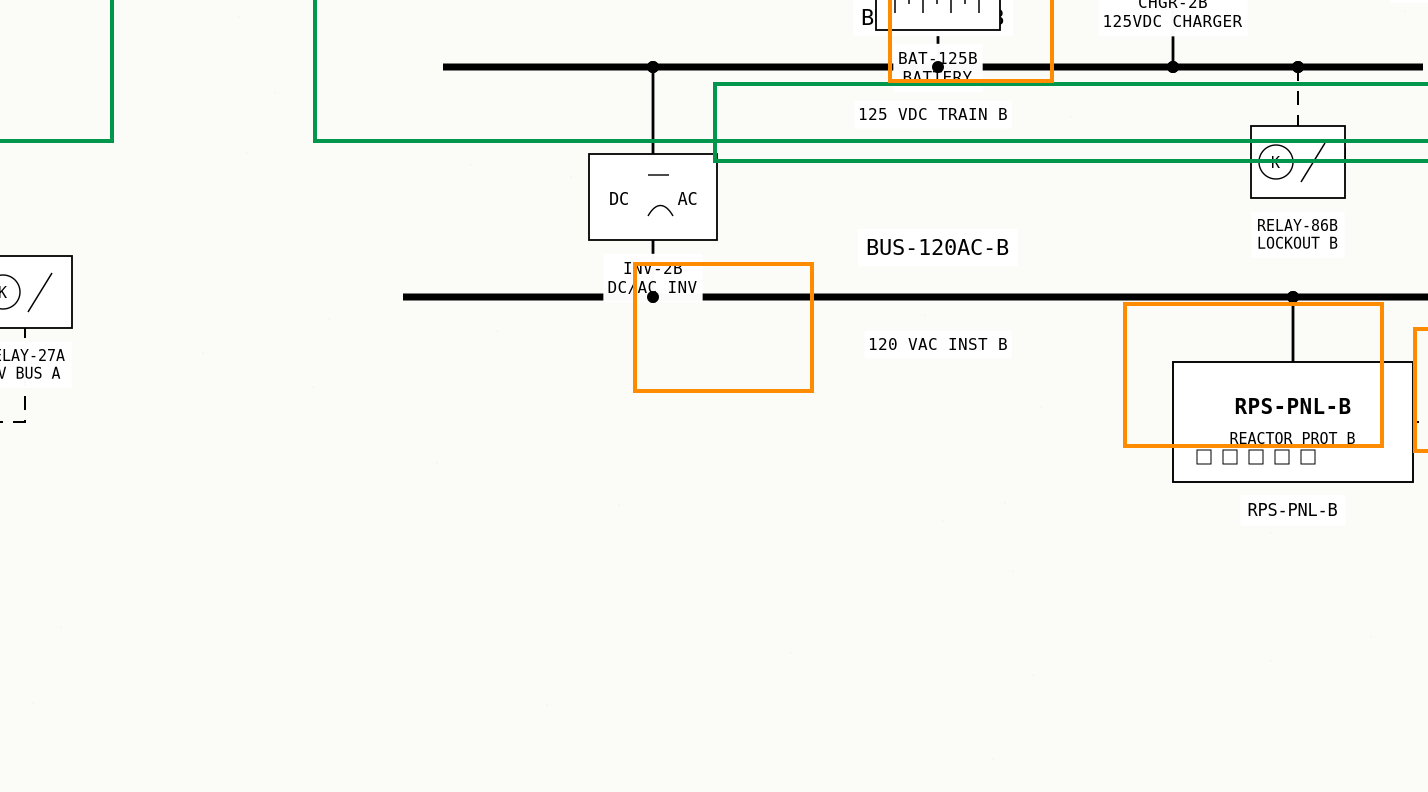 CHGR-2B
125VDC CHARGER
B
BAT-125B
BATTERY
125 VDC TRAIN B
K
DC
AC
RELAY-86B
LOCKOUT B
BUS-120AC-B
INV-2B
DC/AC INV
K
120 VAC INST B
ELAY-27A
V BUS A
RPS-PNL-B
REACTOR PROT B
RPS-PNL-B